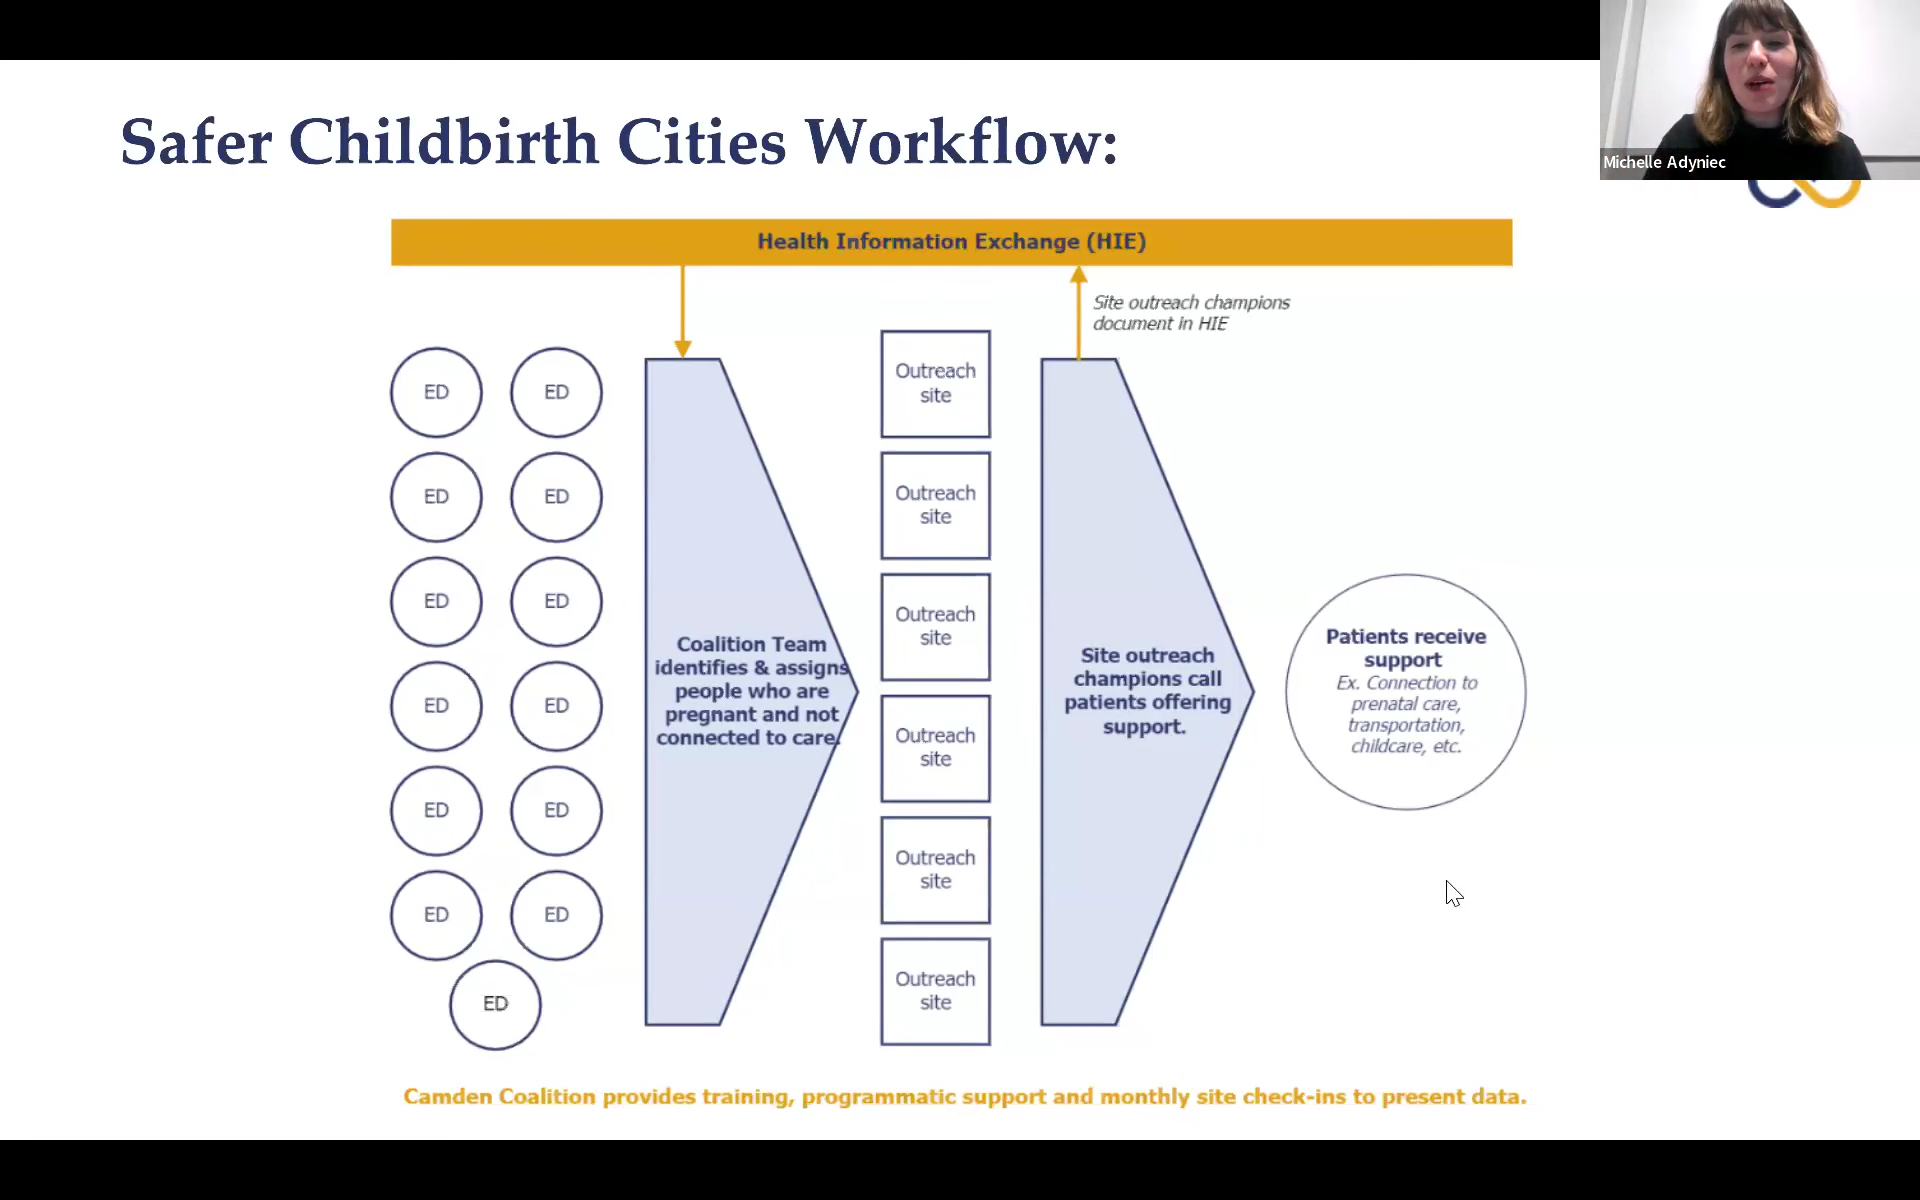 Safer Childbirth Cities Workflow:
Michelle Adyniec
Health Information Exchange (HIE)
Site outreach champions
document in HIE
ED
ED
ED
ED
ED
ED
ED
ED
ED
ED
ED
ED
ED
Coalition Team
identifies & assigns
people who are
pregnant and not
connected to care.
Outreach
site
Outreach
site
Outreach
site
Outreach
site
Outreach
site
Outreach
site
Site outreach
champions call
patients offering
support.
Patients receive
support
Ex. Connection to
prenatal care,
transportation,
childcare, etc.
Camden Coalition provides training, programmatic support and monthly site check-ins to present data.